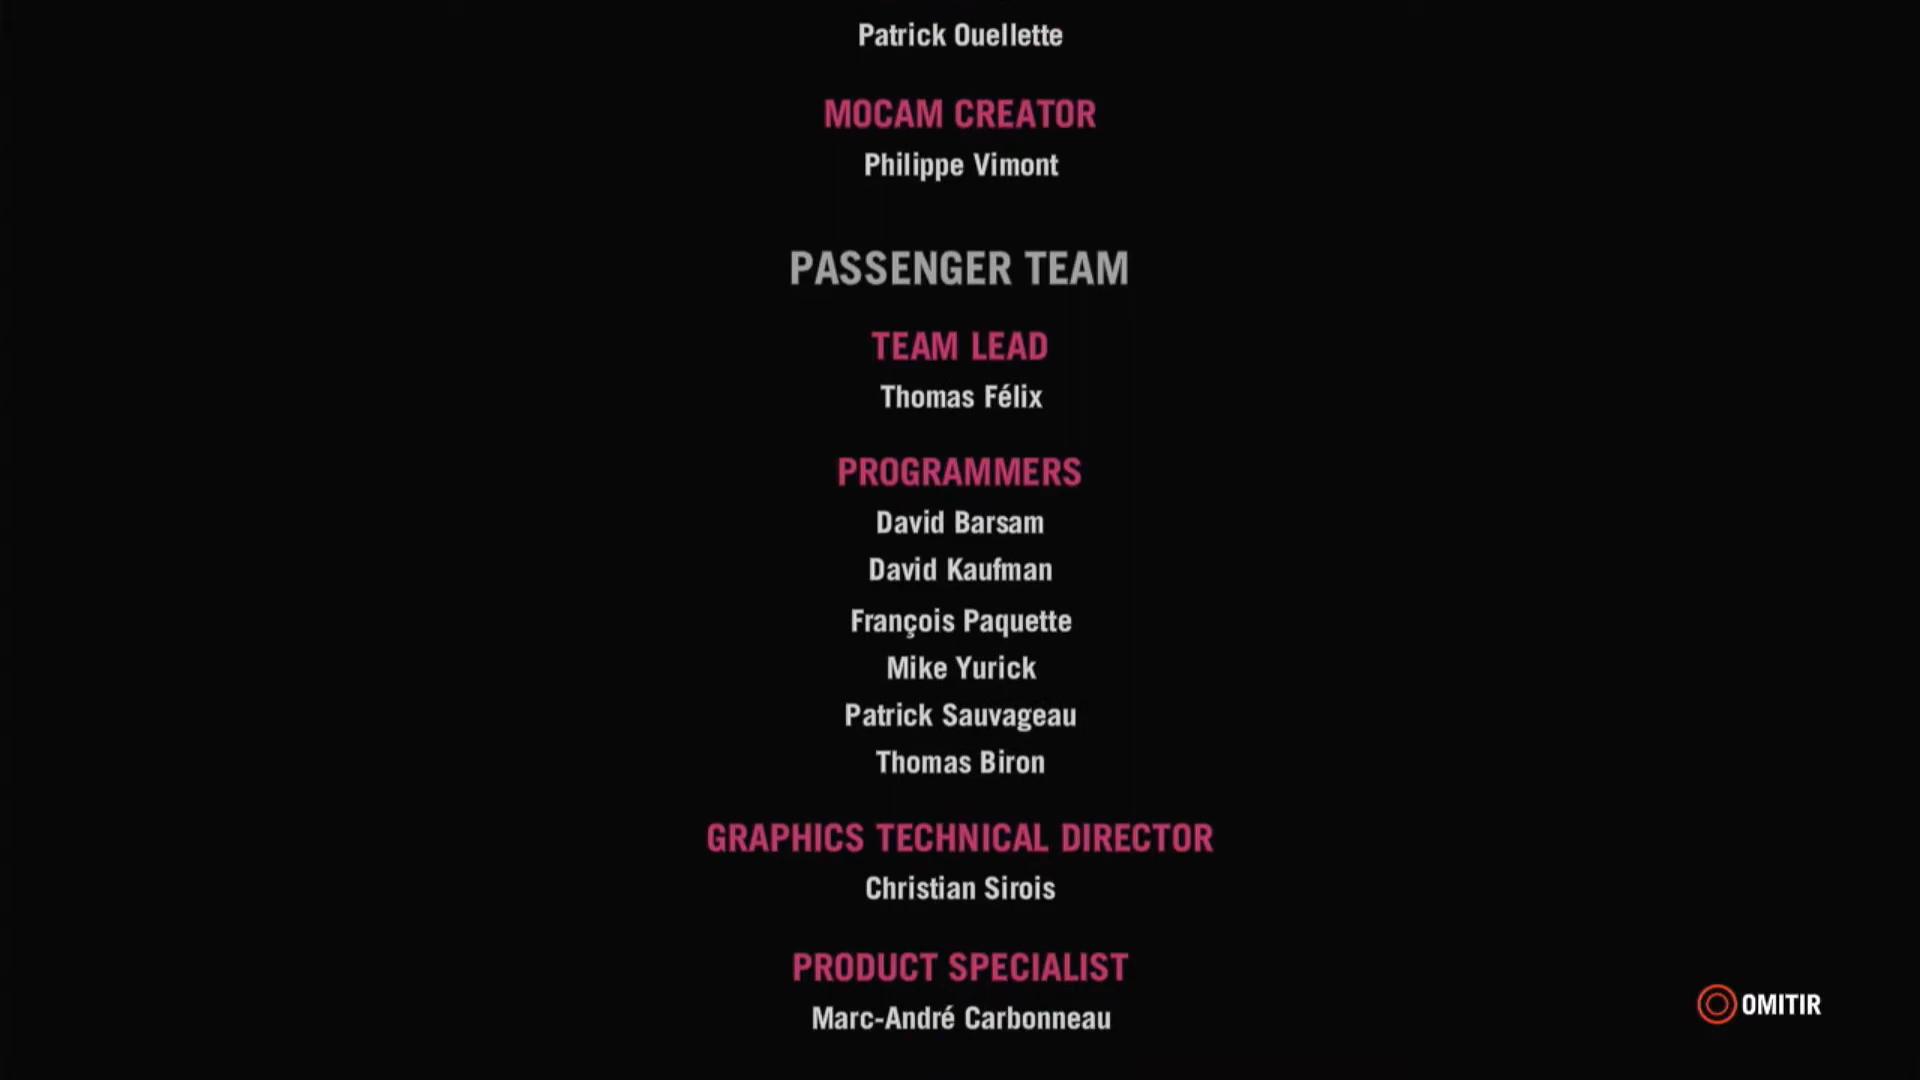 Patrick Ouellette
MOCAM CREATOR
Philippe Vimont
PASSENGER TEAM
TEAM LEAD
Thomas Félix
PROGRAMMERS
David Barsam
David Kaufman
François Paquette
Mike Yurick
Patrick Sauvageau
Thomas Biron
GRAPHICS TECHNICAL DIRECTOR
Christian Sirois
PRODUCT SPECIALIST
Marc-André Carbonneau
OMITIR